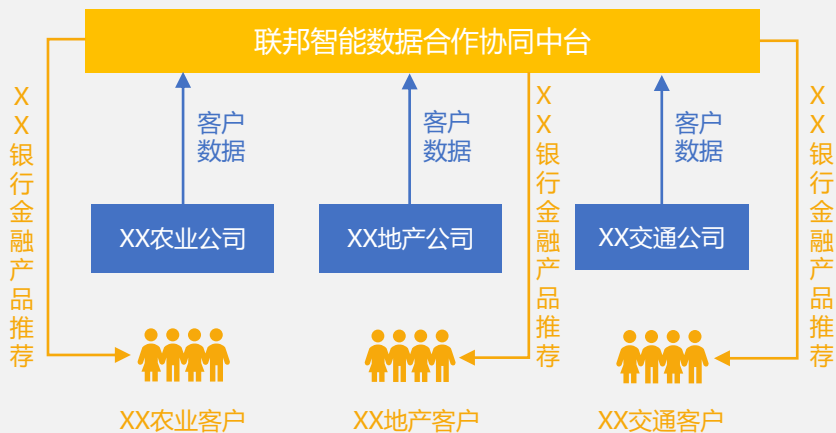 联邦智能数据合作协同中台
XX银行金融产品推荐
客户
数据
客户
数据
XX银行金融产品推荐
客户
数据
XX银行金融产品推荐
XX农业公司
XX地产公司
XX交通公司
XX农业客户
XX地产客户
XX交通客户